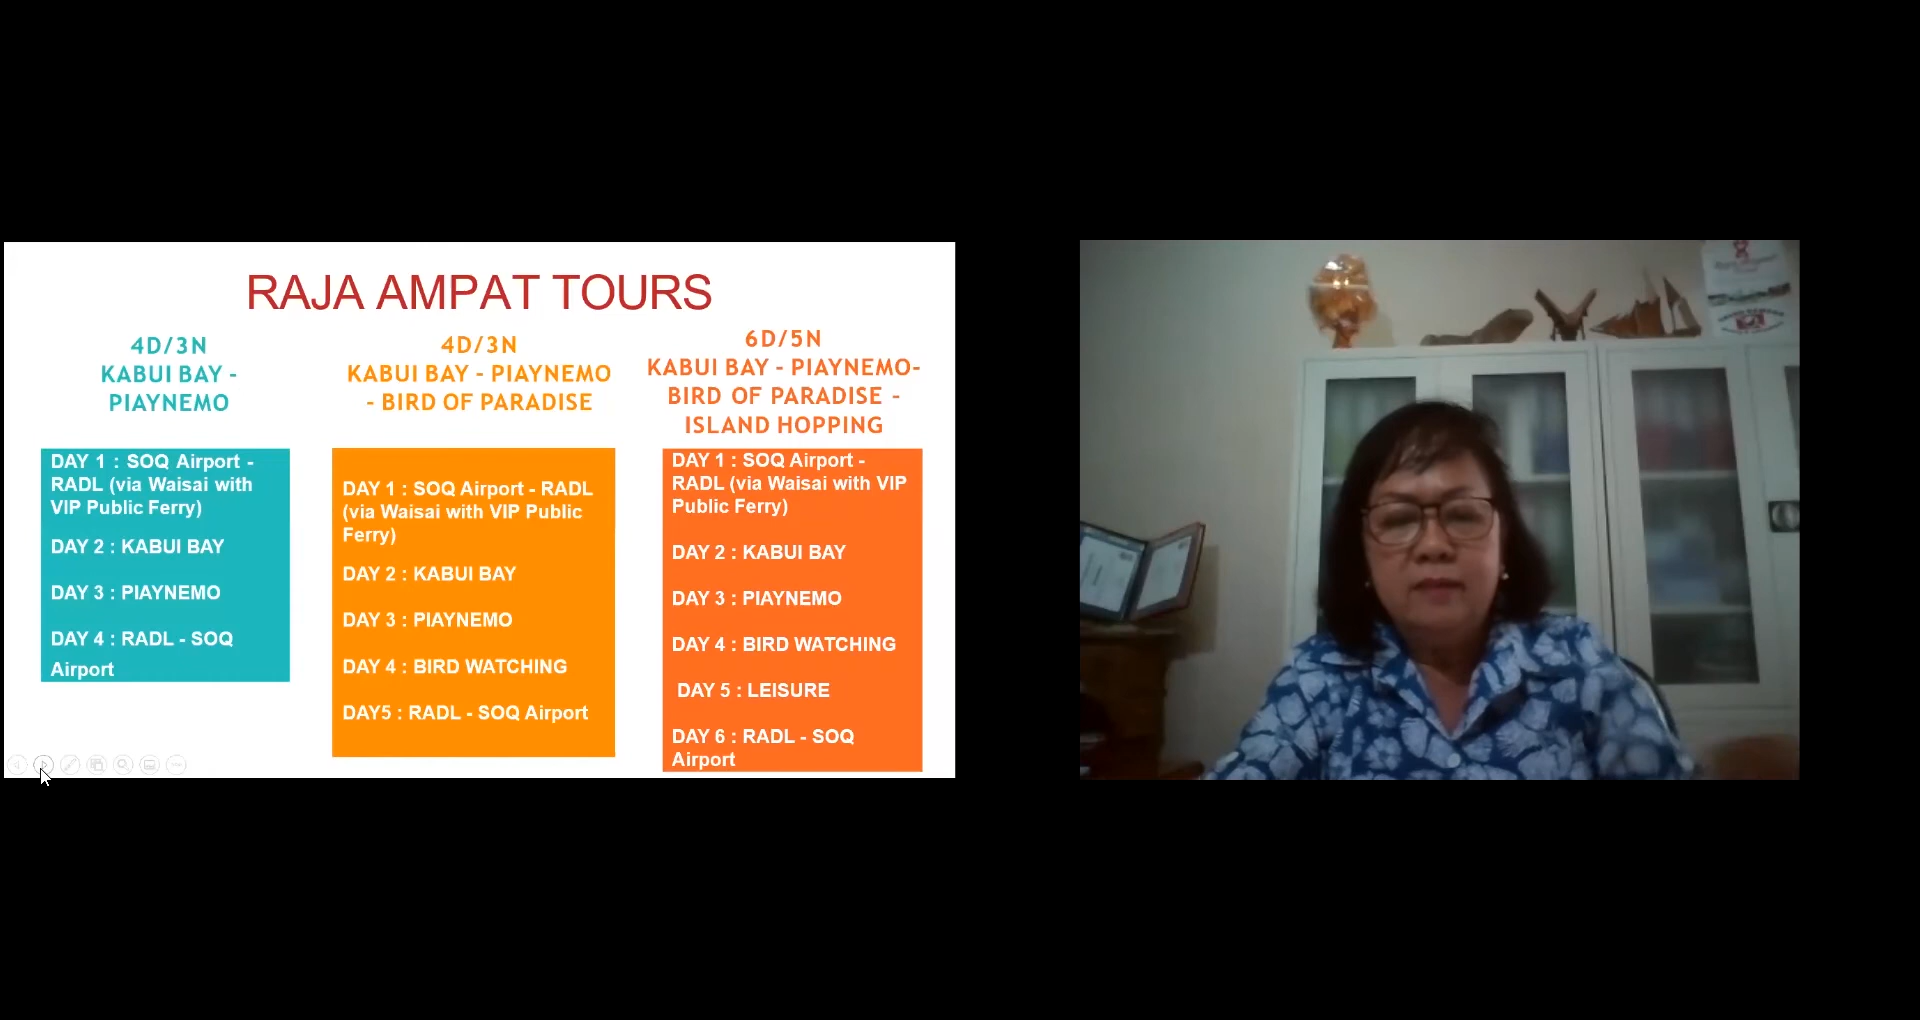 RAJA AMPAT TOURS
4D/3N
KABUI BAY -
PIAYNEMO
DAY 1 : SOQ Airport -
RADL (via Waisai with
VIP Public Ferry)
DAY 2 : KABUI BAY
DAY 3 : PIAYNEMO
DAY 4 : RADL - SOQ
Airport
4D/3N
KABUI BAY - PIAYNEMO
- BIRD OF PARADISE
DAY 1 : SOQ Airport - RADL
(via Waisai with VIP Public
Ferry)
DAY 2 : KABUI BAY
DAY 3 : PIAYNEMO
DAY 4 : BIRD WATCHING
DAY5 : RADL - SOQ Airport
6D/5N
KABUI BAY - PIAYNEMO-
BIRD OF PARADISE -
ISLAND HOPPING
DAY 1 : SOQ Airport -
RADL (via Waisai with VIP
Public Ferry)
DAY 2 : KABUI BAY
DAY 3 : PIAYNEMO
DAY 4 : BIRD WATCHING
DAY 5 : LEISURE
DAY 6 : RADL - SOQ
Airport